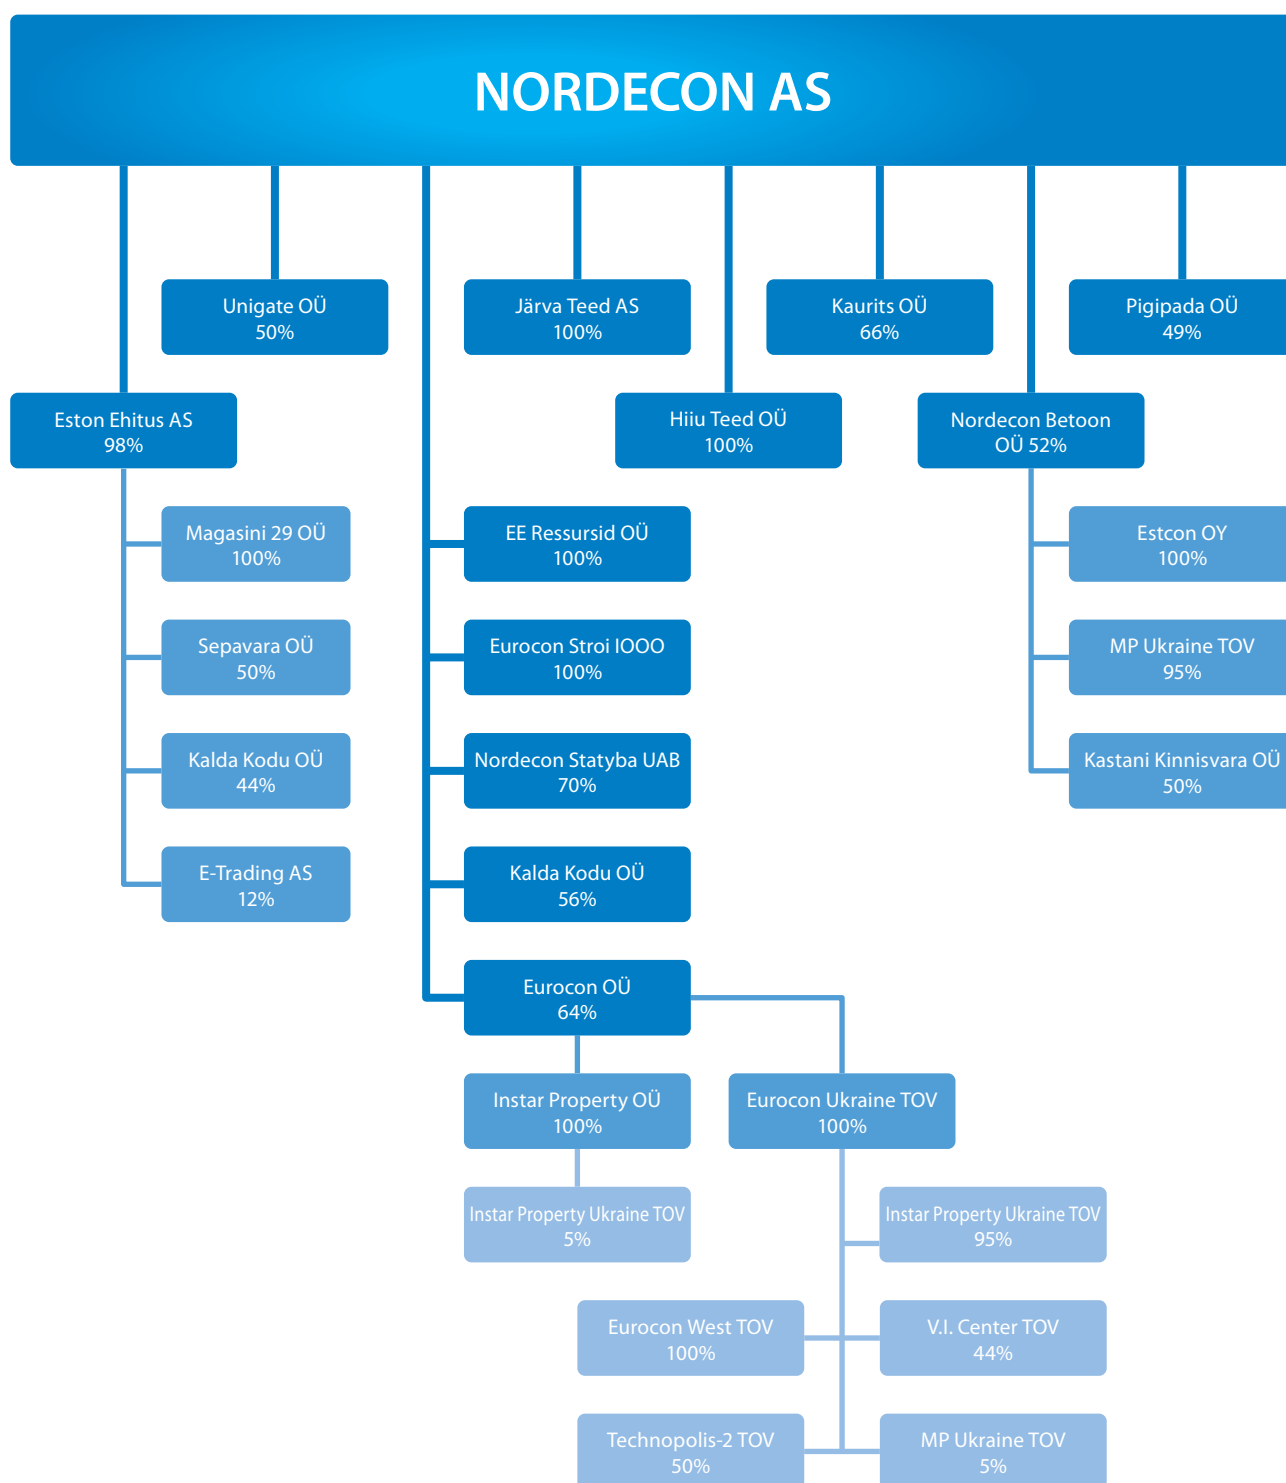 NORDECON AS
Unigate OÜ
50%
Järva Teed AS
100%
Kaurits OÜ
66%
Pigipada OÜ
49%
Eston Ehitus AS
98%
Hiiu Teed OÜ
100%
Nordecon Betoon
OÜ 52%
Magasini 29 OÜ
100%
EE Ressursid OÜ
100%
Estcon OY
100%
Sepavara OÜ
50%
Eurocon Stroi IOOO
100%
MP Ukraine TOV
95%
Kalda Kodu OÜ
44%
Nordecon Statyba UAB
70%
Kastani Kinnisvara OÜ
50%
E-Trading AS
12%
Kalda Kodu OÜ
56%
Eurocon OÜ
64%
Instar Property OÜ
100%
Eurocon Ukraine TOV
100%
Instar Property Ukraine TOV
5%
Instar Property Ukraine TOV
95%
Eurocon West TOV
100%
V.I. Center TOV
44%
Technopolis-2 TOV
50%
MP Ukraine TOV
5%